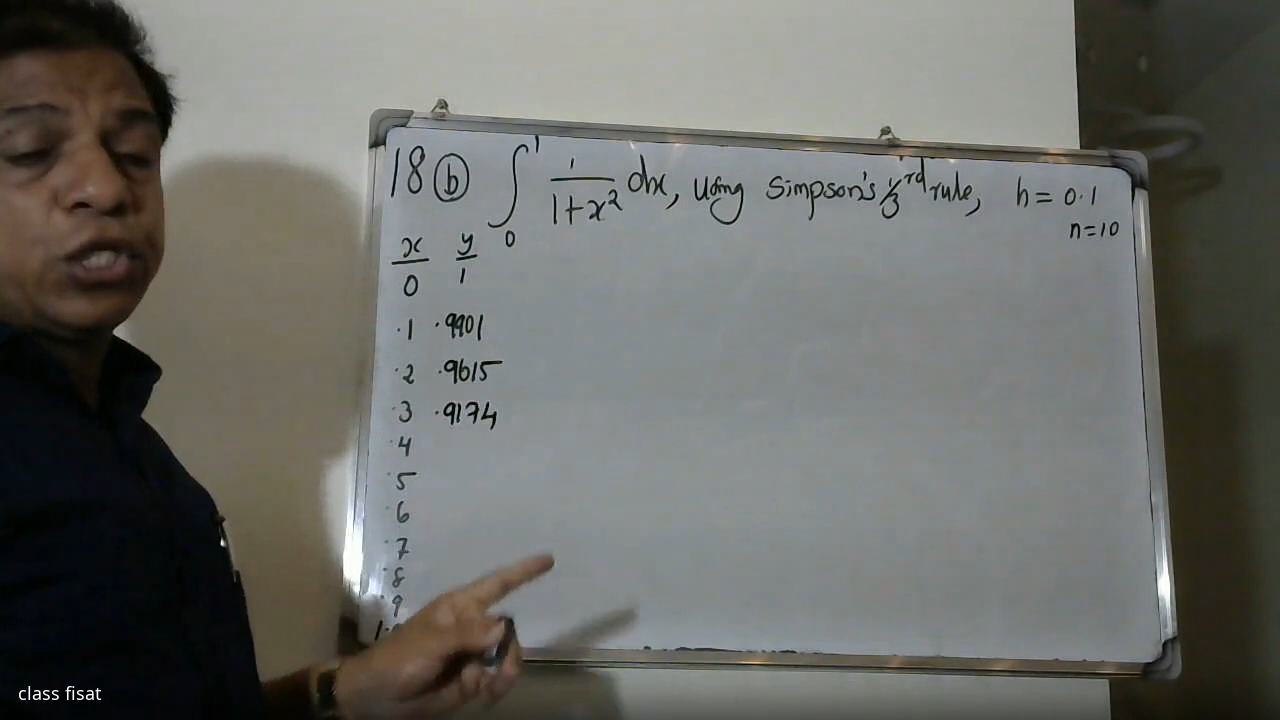 18 (b) ∫₀¹ 1/(1+x²) dx, Using Simpson's 1/3rd rule, h = 0.1
n=10
x y
0 1
.1 .9901
.2 .9615
.3 .9174
.4
.5
.6
.7
.8
.9
class fisat